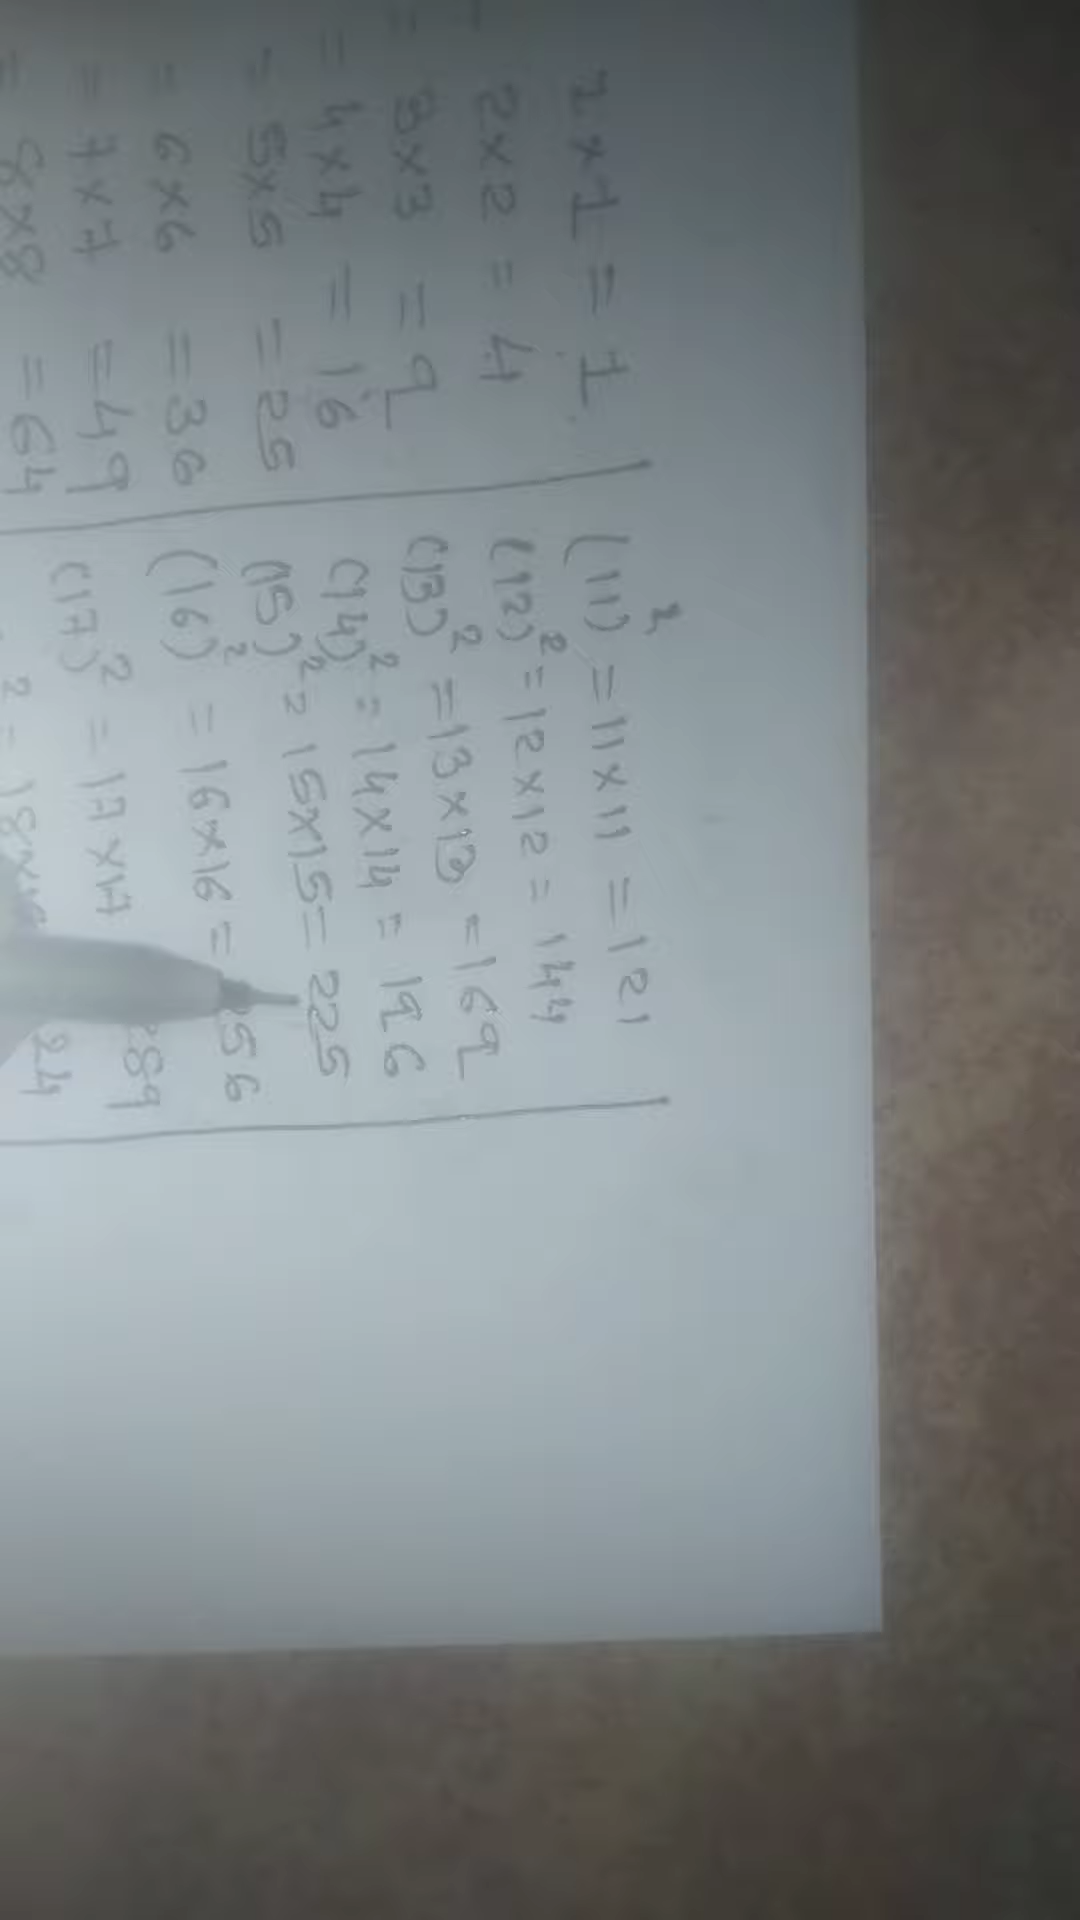 1×1 = 1
2×2 = 4
= 3×3 = 9
= 4×4 = 16
= 5×5 = 25
= 6×6 = 36
= 7×7 = 49
= 8×8 = 64
(11)² = 11×11 = 121
(12)² = 12×12 = 144
(13)² = 13×13 = 169
(14)² = 14×14 = 196
(15)² = 15×15 = 225
(16)² = 16×16 = 256
(17)² = 17×17 289
² = 18× 24